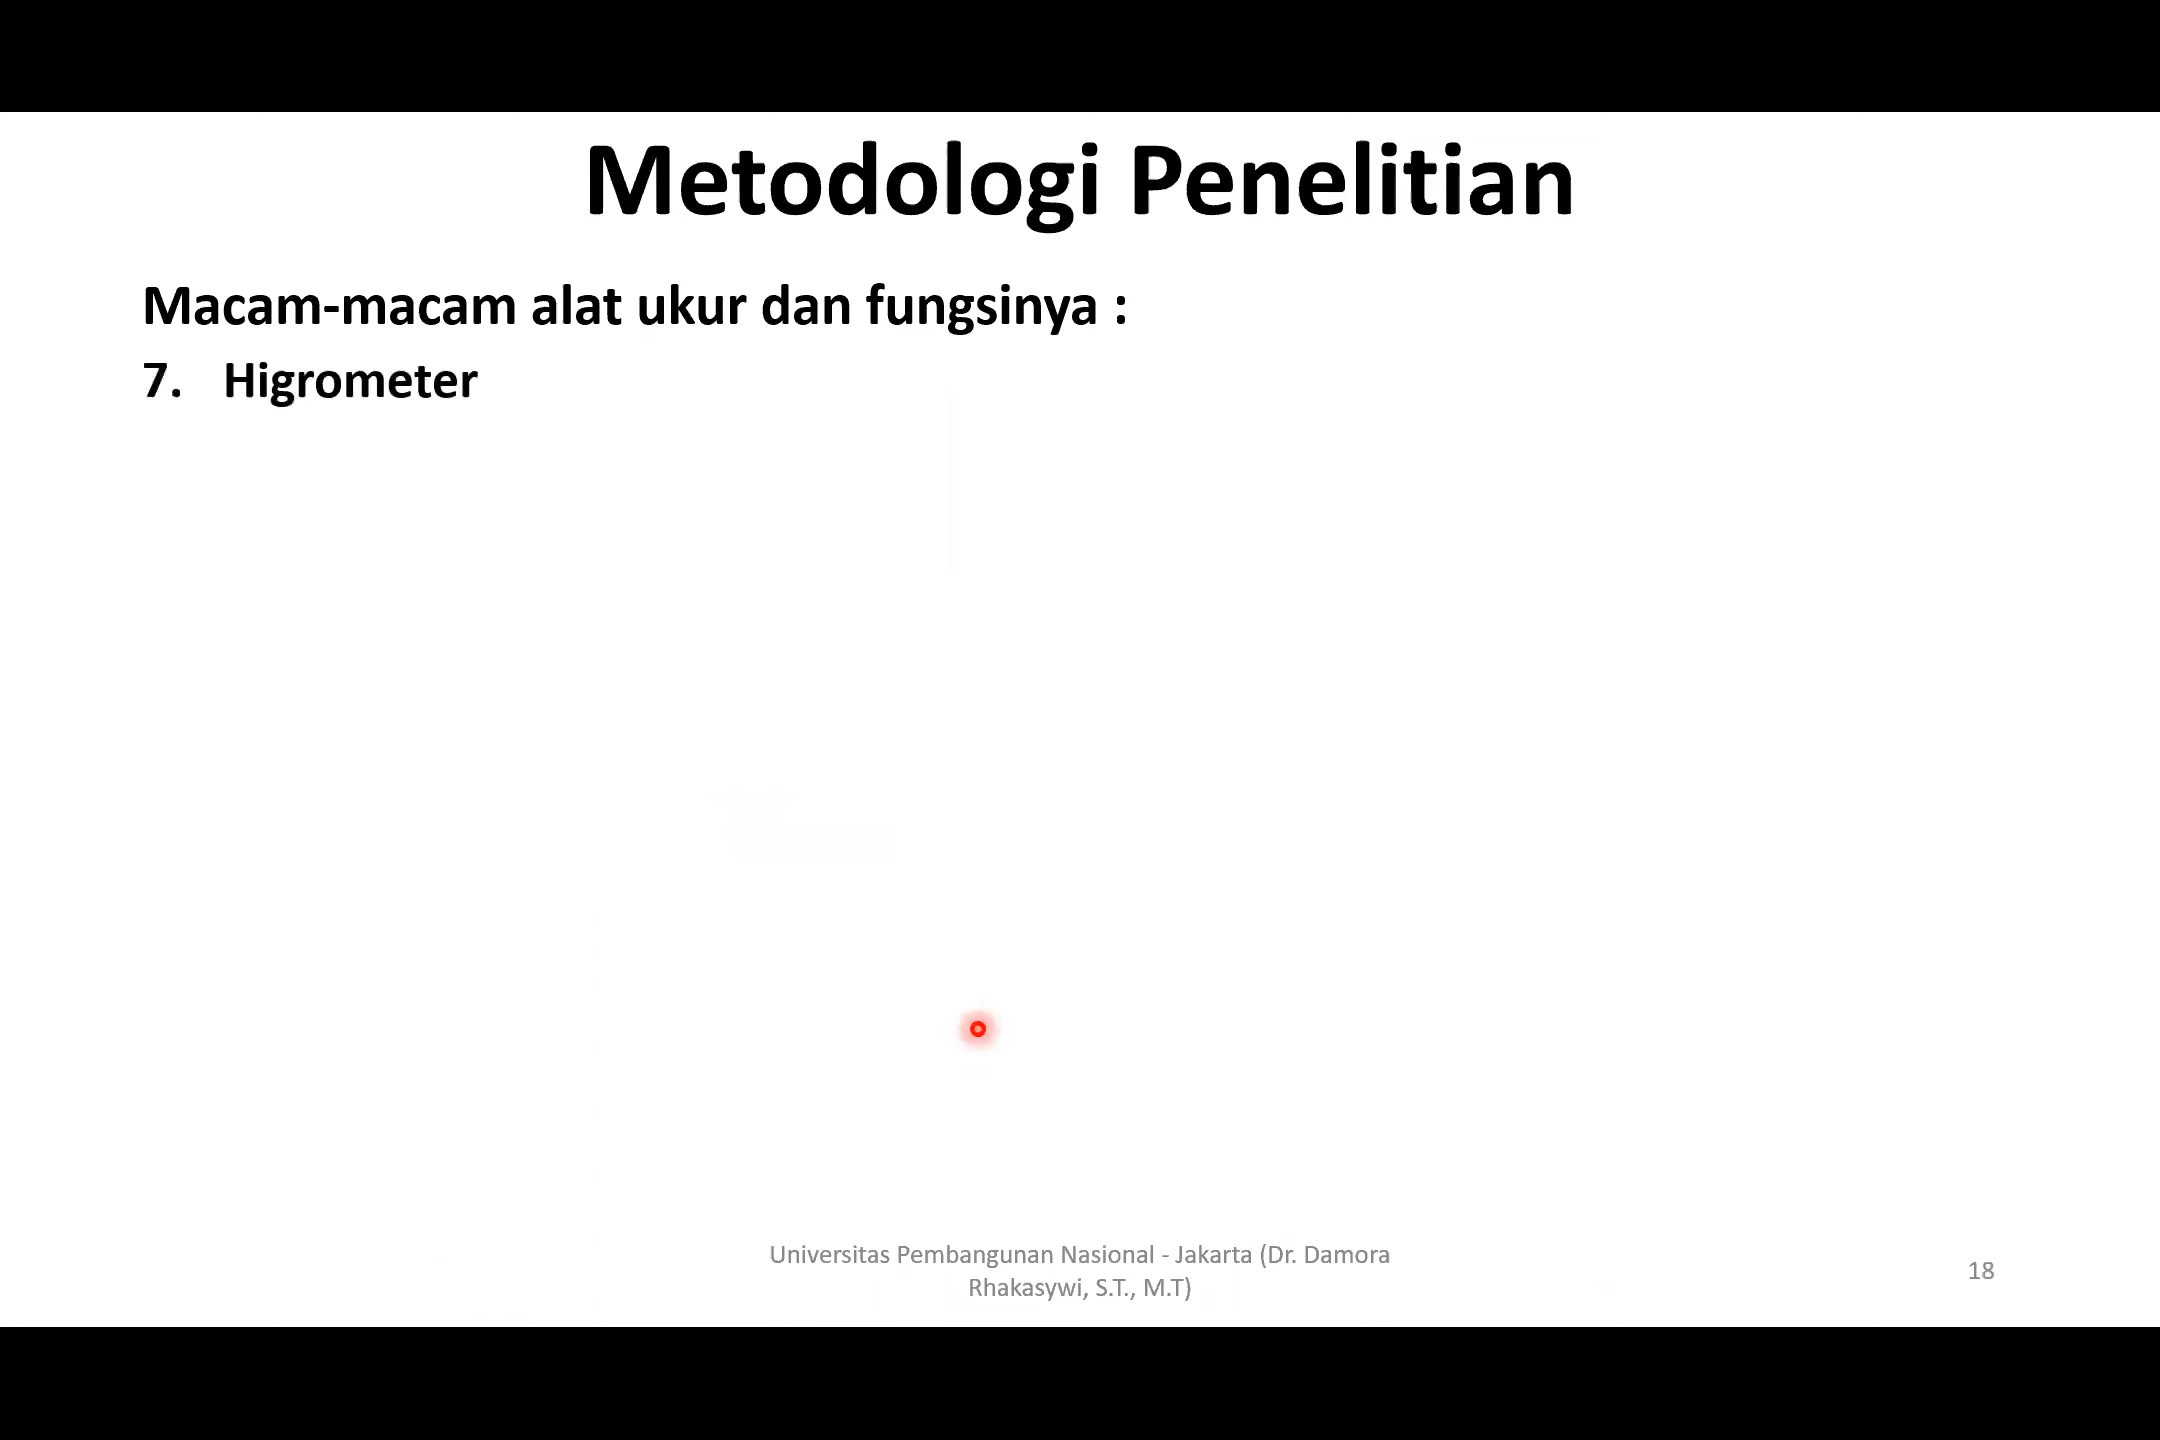 Metodologi Penelitian
Macam-macam alat ukur dan fungsinya :
7. Higrometer
Universitas Pembangunan Nasional - Jakarta (Dr. Damora
Rhakasywi, S.T., M.T)
18